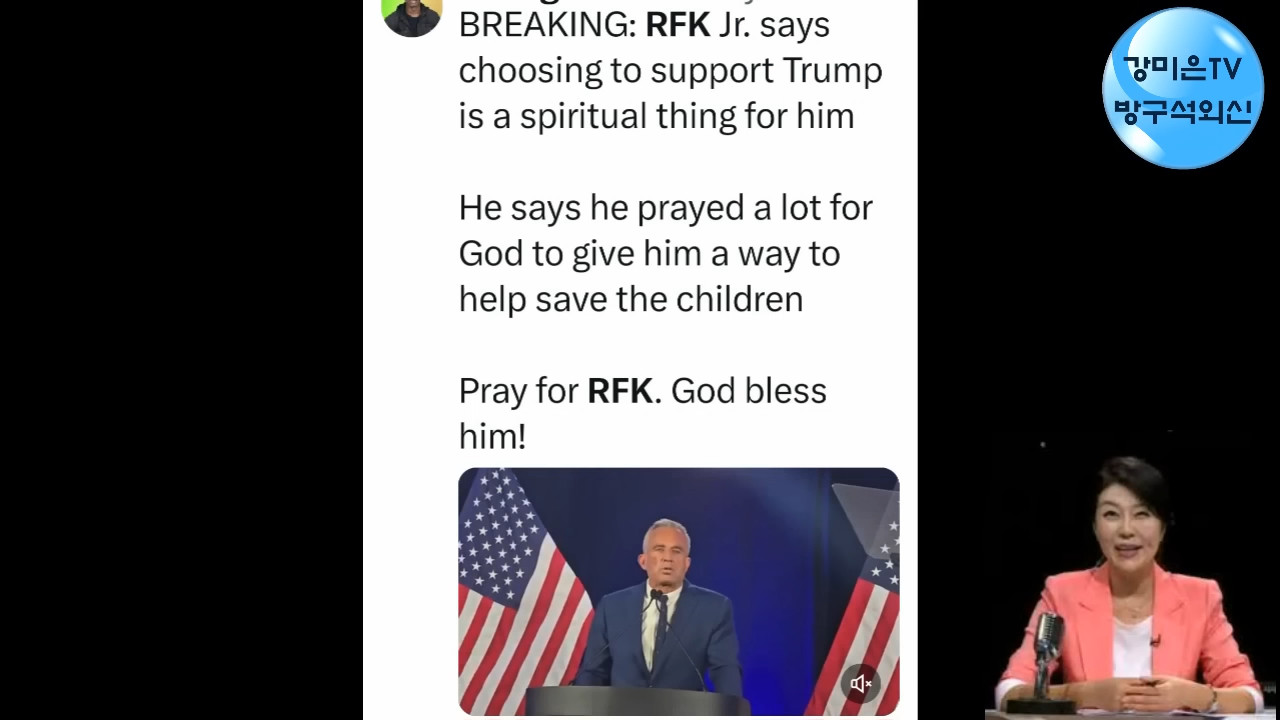 BREAKING: RFK Jr. says
choosing to support Trump
is a spiritual thing for him
He says he prayed a lot for
God to give him a way to
help save the children
Pray for RFK. God bless
him!
강미은TV
방구석외신